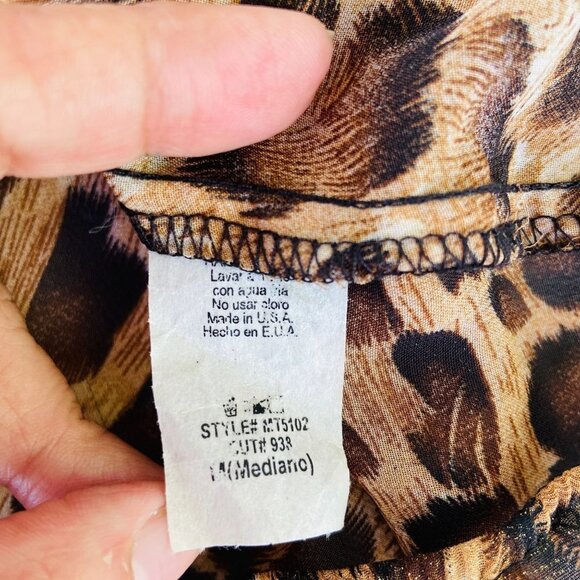 Lavar a
con agua fria
No usar cloro
Made in U.S.A.
Hecho en E.U.A.
STYLE# MT5102
CUT# 938
M(Mediano)